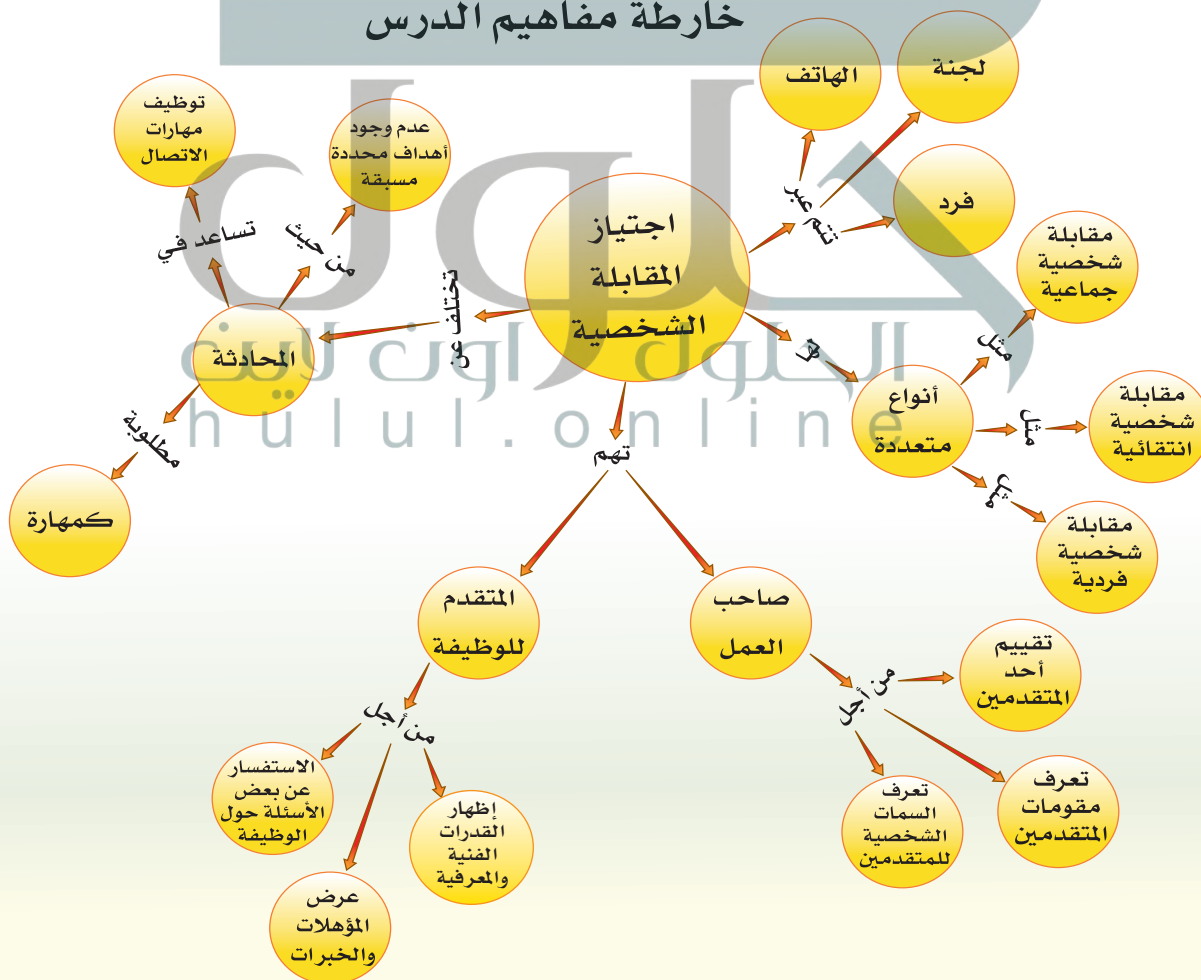 خارطة مفاهيم الدرس
اجتياز
المقابلة
الشخصية
تتم عبر
الهاتف
لجنة
فرد
لها
أنواع
متعددة
مثل
مقابلة
شخصية
جماعية
مثل
مقابلة
شخصية
انتقائية
مثل
مقابلة
شخصية
فردية
تختلف عن
المحادثة
من حيث
عدم وجود
أهداف محددة
مسبقة
تساعد في
توظيف
مهارات
الاتصال
مطلوبة
كمهارة
تهم
صاحب
العمل
من أجل
تقييم
أحد
المتقدمين
تعرف
مقومات
المتقدمين
تعرف
السمات
الشخصية
للمتقدمين
المتقدم
للوظيفة
من أجل
إظهار
القدرات
الفنية
والمعرفية
عرض
المؤهلات
والخبرات
الاستفسار
عن بعض
الأسئلة حول
الوظيفة
حلول
الحلول اون لاين
hulul.online